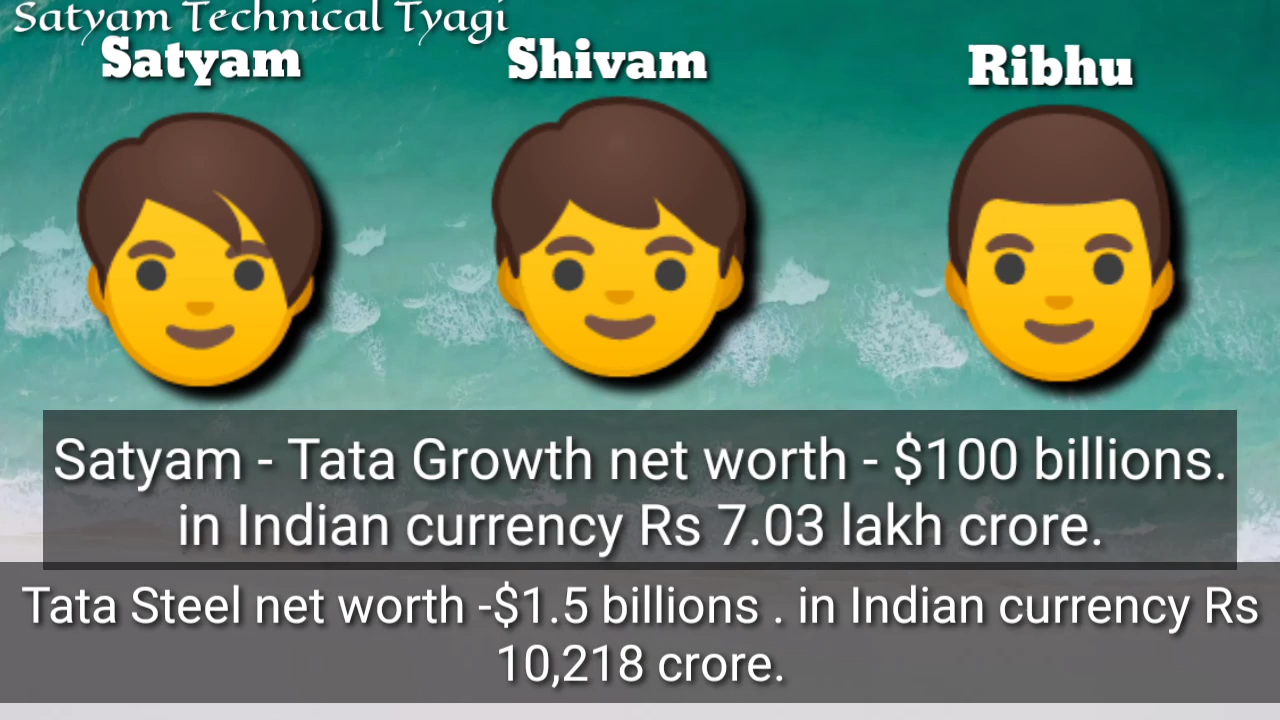 Satyam Technical Tyagi
Satyam Shivam Ribhu
Satyam - Tata Growth net worth - $100 billions.
in Indian currency Rs 7.03 lakh crore.
Tata Steel net worth -$1.5 billions . in Indian currency Rs
10,218 crore.